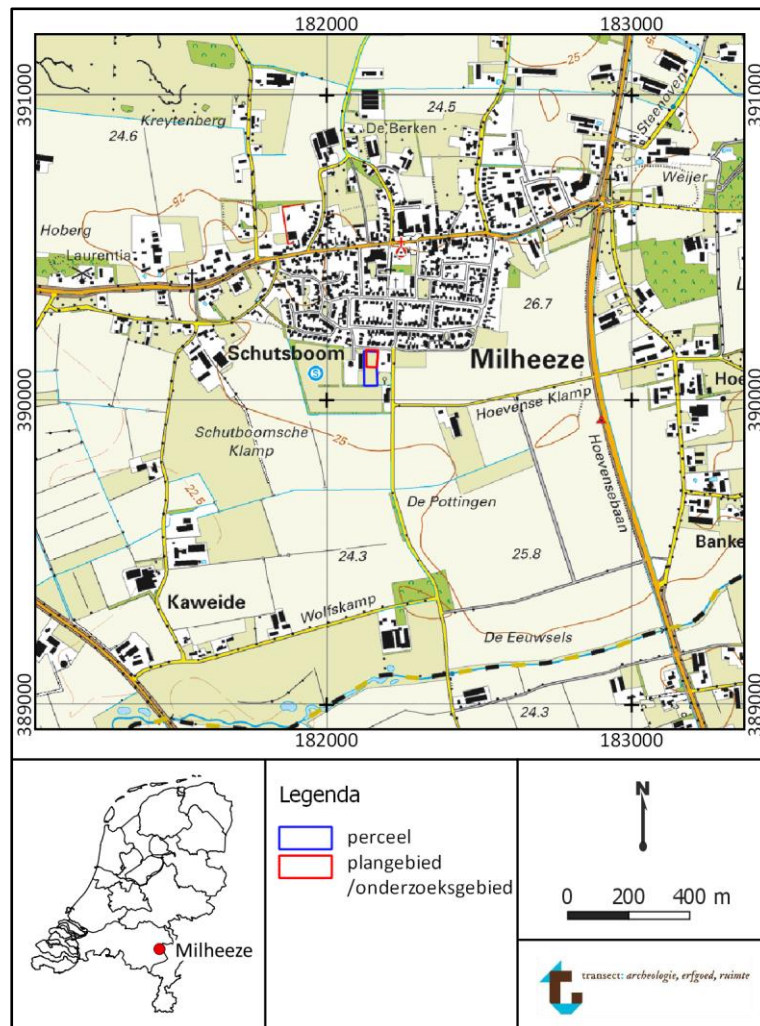 182000
183000
391000
391000
24.5
25
Steenoven
De Berken
Kreytenberg
24.6
25
Weijer
Hoberg
Laurentia
L
26.7
Schutsboom
Milheeze
Hoe
S
390000
390000
Hoevense Klamp
Schutboomsche
Klamp
25
Hoevensebaan
22.5
De Pottingen
Banke
24.3
25.8
Kaweide
Wolfskamp
De Eeuwsels
389000
389000
24.3
182000
183000
Milheeze
Legenda
perceel
plangebied
/onderzoeksgebied
N
0 200 400 m
t
transect: archeologie, erfgoed, ruimte